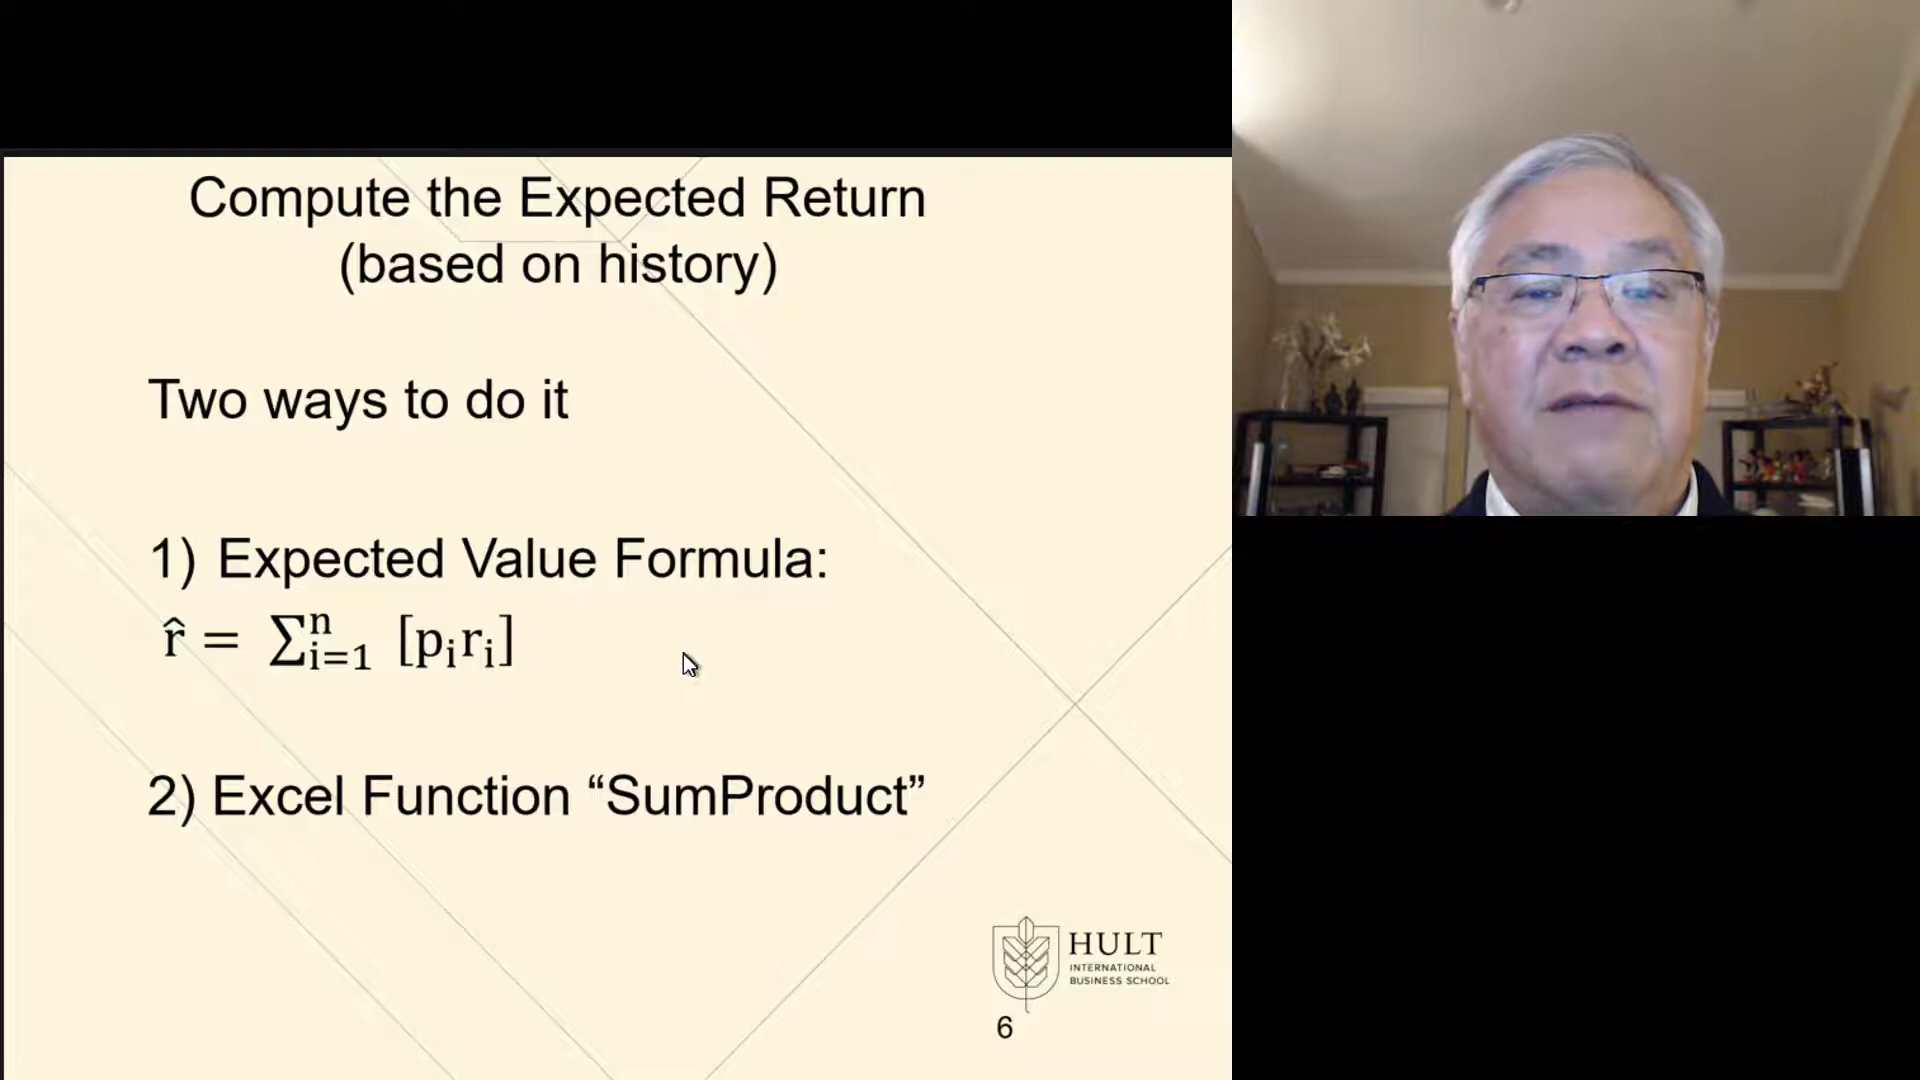 Compute the Expected Return
(based on history)
Two ways to do it
1) Expected Value Formula:
r̂ = ∑ⁿᵢ₌₁ [pᵢrᵢ]
2) Excel Function “SumProduct”
HULT
INTERNATIONAL
BUSINESS SCHOOL
6